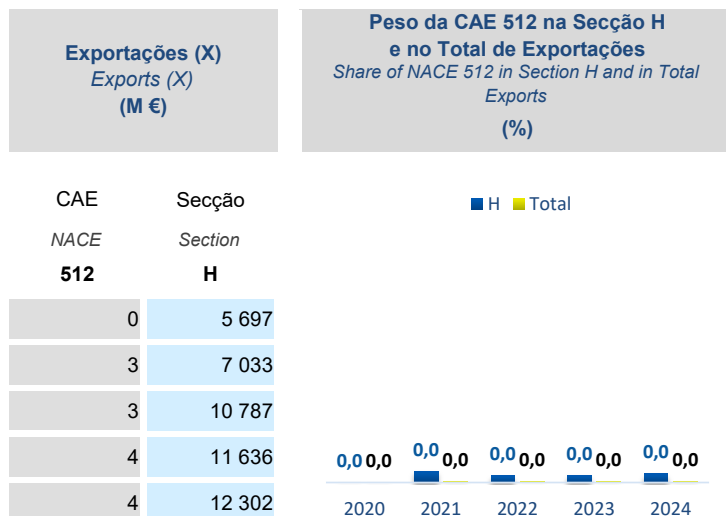 Exportações (X)
Exports (X)
(M €)
Peso da CAE 512 na Secção H
e no Total de Exportações
Share of NACE 512 in Section H and in Total
Exports
(%)
CAE Secção
NACE Section
512 H
0 5 697
3 7 033
3 10 787
4 11 636
4 12 302
H Total
0,0 0,0 0,0 0,0 0,0 0,0 0,0 0,0 0,0 0,0
2020 2021 2022 2023 2024